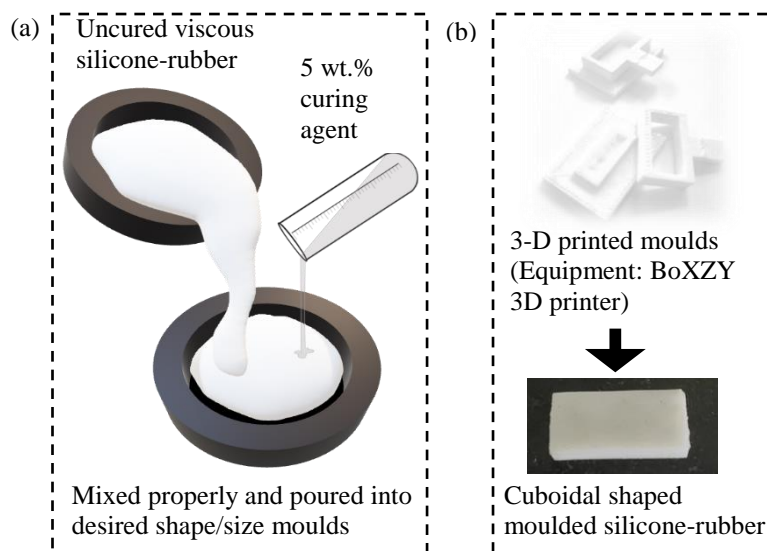 (a)
Uncured viscous
silicone-rubber
5 wt.%
curing
agent
Mixed properly and poured into
desired shape/size moulds
(b)
3-D printed moulds
(Equipment: BoXZY
3D printer)
Cuboidal shaped
moulded silicone-rubber